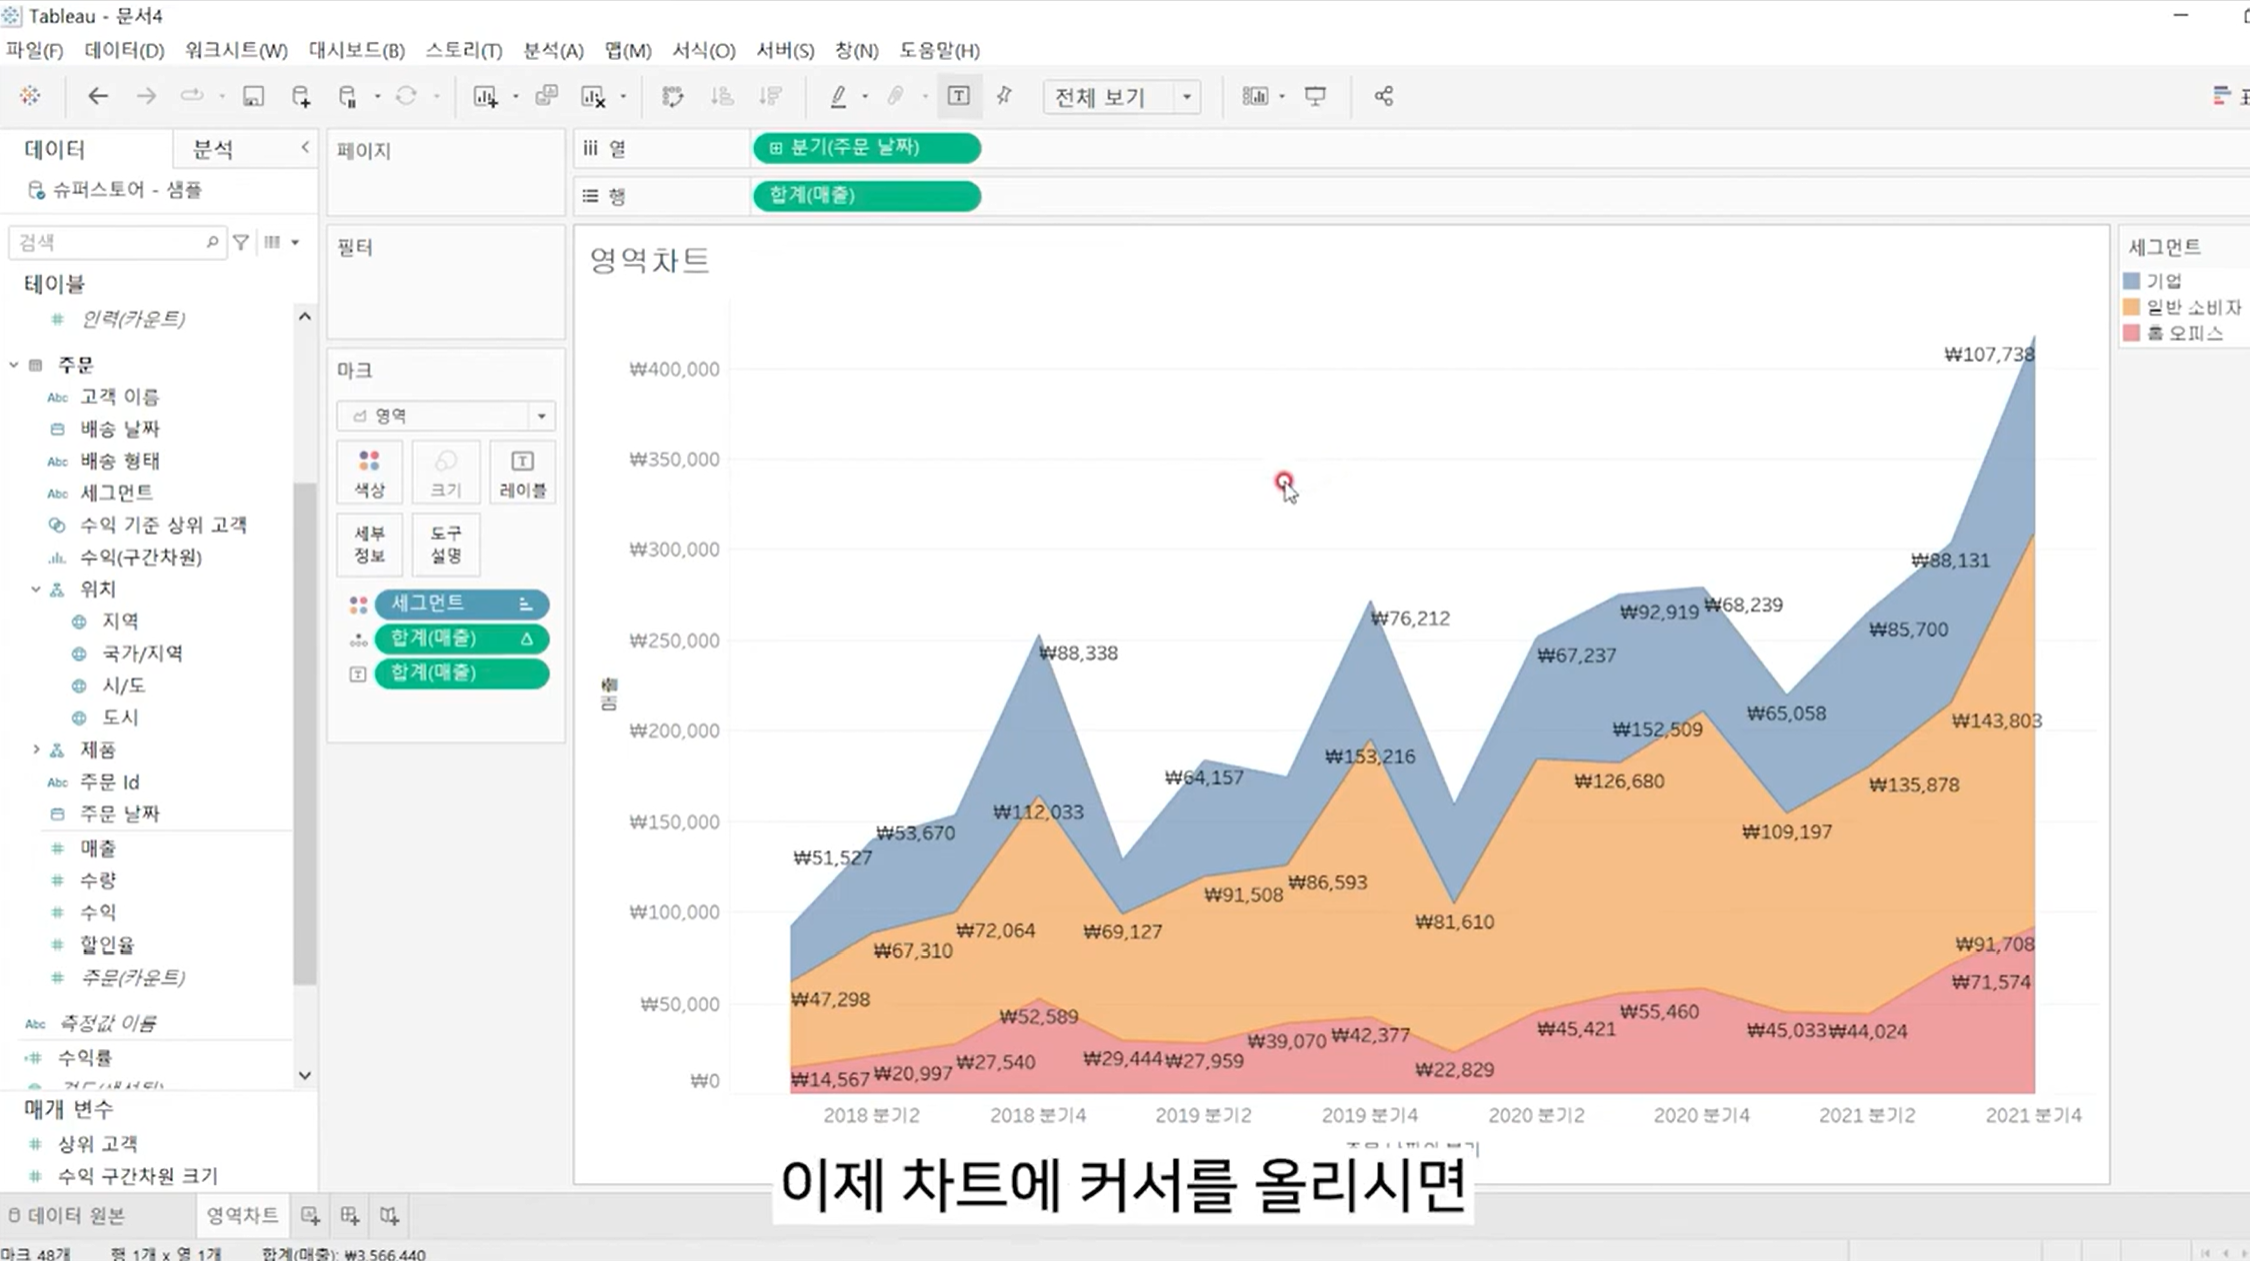 Tableau - 문서4
파일(F) 데이터(D) 워크시트(W) 대시보드(B) 스토리(T) 분석(A) 맵(M) 서식(O) 서버(S) 창(N) 도움말(H)
전체 보기
데이터 분석
슈퍼스토어 - 샘플
검색
테이블
인력(카운트)
주문
Abc 고객 이름
배송 날짜
Abc 배송 형태
Abc 세그먼트
수익 기준 상위 고객
수익(구간차원)
위치
지역
국가/지역
시/도
도시
제품
Abc 주문 Id
주문 날짜
매출
수량
수익
할인율
주문(카운트)
Abc 측정값 이름
수익률
매개 변수
상위 고객
수익 구간차원 크기
페이지
필터
마크
영역
색상 크기 레이블
세부 정보 도구 설명
세그먼트
합계(매출)
합계(매출)
열 분기(주문 날짜)
행 합계(매출)
영역차트
₩400,000
₩350,000
₩300,000
₩250,000
₩200,000
₩150,000
₩100,000
₩50,000
₩0
₩107,738
₩88,131
₩76,212 ₩92,919 ₩68,239
₩85,700
₩88,338 ₩67,237
₩65,058 ₩143,803
₩152,509
₩64,157 ₩153,216
₩126,680 ₩135,878
₩112,033
₩53,670 ₩109,197
₩51,527
₩91,508 ₩86,593
₩72,064 ₩69,127 ₩81,610
₩67,310 ₩91,708
₩47,298 ₩71,574
₩52,589 ₩55,460
₩39,070 ₩42,377 ₩45,421 ₩45,033 ₩44,024
₩27,540 ₩29,444 ₩27,959
₩14,567 ₩20,997 ₩22,829
2018 분기2 2018 분기4 2019 분기2 2019 분기4 2020 분기2 2020 분기4 2021 분기2 2021 분기4
세그먼트
기업
일반 소비자
홈 오피스
이제 차트에 커서를 올리시면
데이터 원본 영역차트
마크 48개 행 1개 x 열 1개 합계(매출): ₩3,566,440